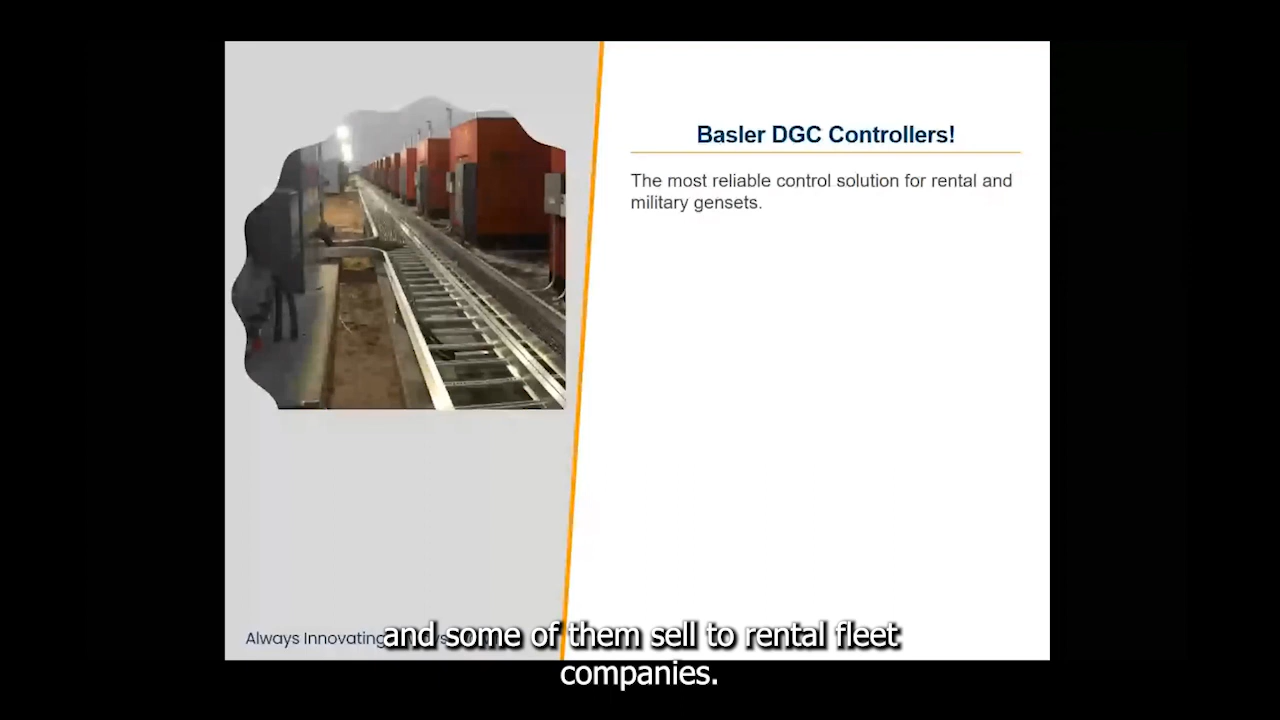 Basler DGC Controllers!
The most reliable control solution for rental and
military gensets.
Always Innovating
and some of them sell to rental fleet
companies.